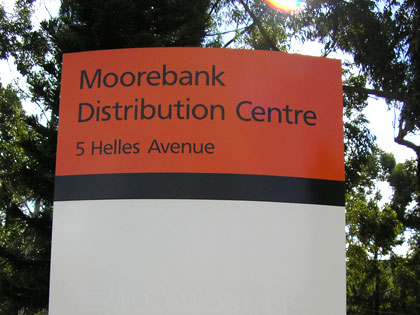 Moorebank
Distribution Centre
5 Helles Avenue